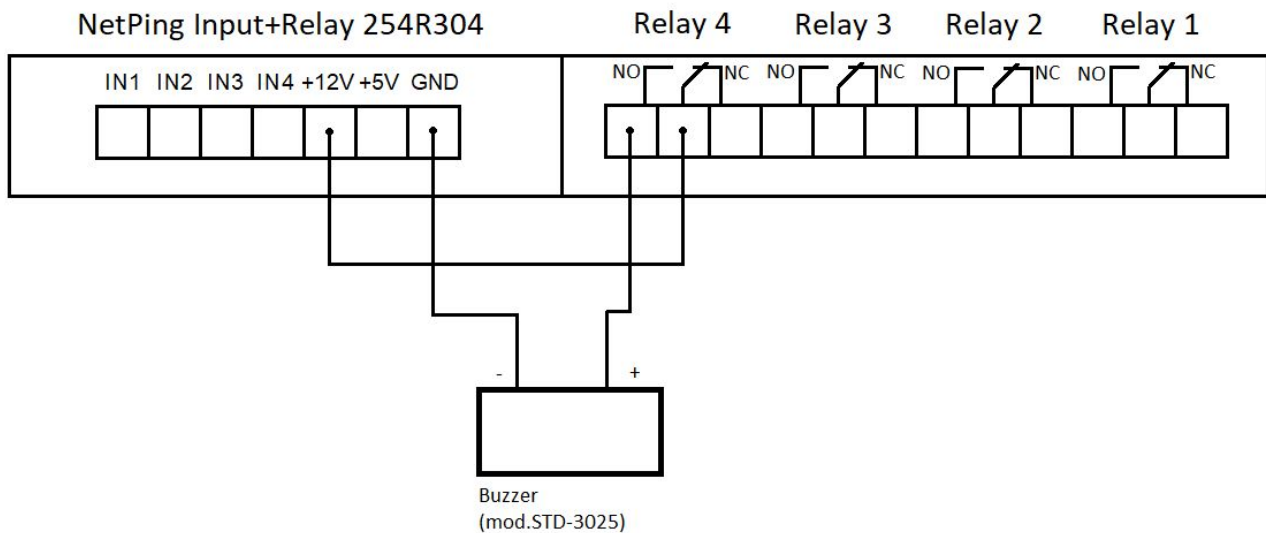 NetPing Input+Relay 254R304
Relay 4 Relay 3 Relay 2 Relay 1
IN1 IN2 IN3 IN4 +12V +5V GND
NO NC NO NC NO NC NO NC
- +
Buzzer
(mod.STD-3025)